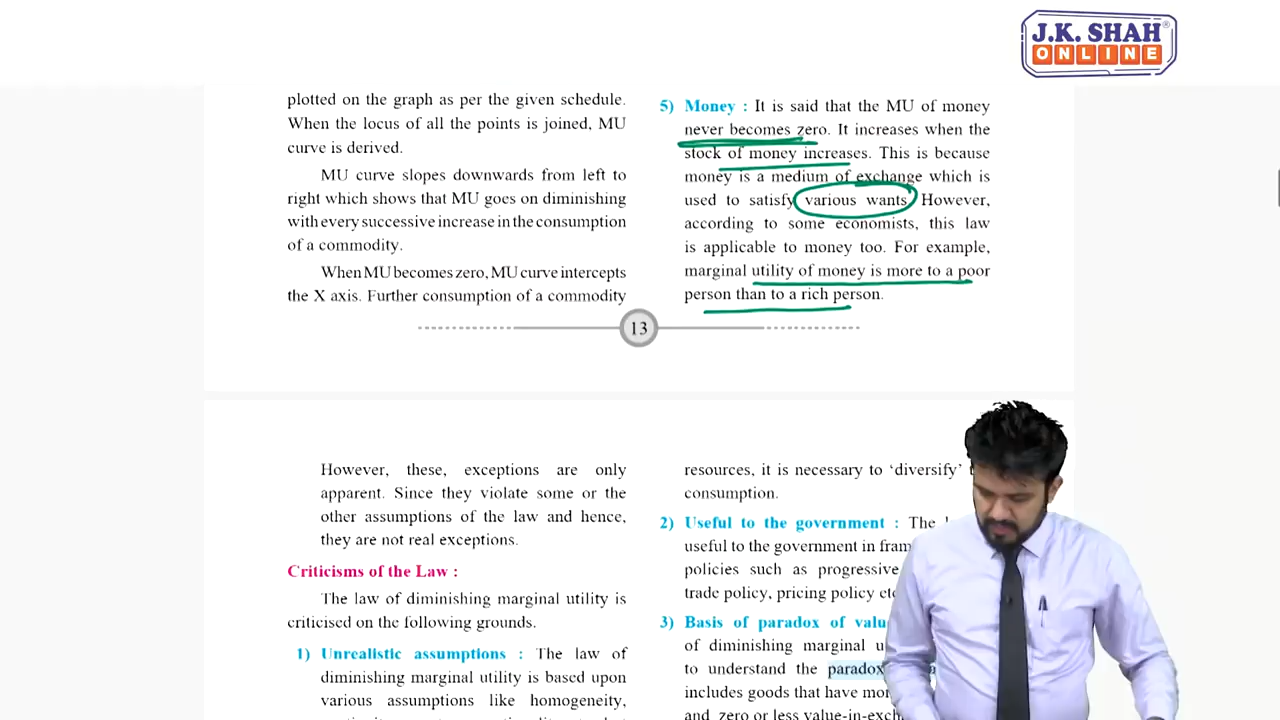 J.K. SHAH®
ONLINE
plotted on the graph as per the given schedule.
When the locus of all the points is joined, MU
curve is derived.
MU curve slopes downwards from left to
right which shows that MU goes on diminishing
with every successive increase in the consumption
of a commodity.
When MU becomes zero, MU curve intercepts
the X axis. Further consumption of a commodity
5) Money : It is said that the MU of money
never becomes zero. It increases when the
stock of money increases. This is because
money is a medium of exchange which is
used to satisfy various wants. However,
according to some economists, this law
is applicable to money too. For example,
marginal utility of money is more to a poor
person than to a rich person.
13
However, these, exceptions are only
apparent. Since they violate some or the
other assumptions of the law and hence,
they are not real exceptions.
Criticisms of the Law :
The law of diminishing marginal utility is
criticised on the following grounds.
1) Unrealistic assumptions : The law of
diminishing marginal utility is based upon
various assumptions like homogeneity,
resources, it is necessary to ‘diversify’
consumption.
2) Useful to the government : The
useful to the government in
policies such as progressive
trade policy, pricing policy
3) Basis of paradox of
of diminishing marginal
to understand the paradox
includes goods that have
and zero or less